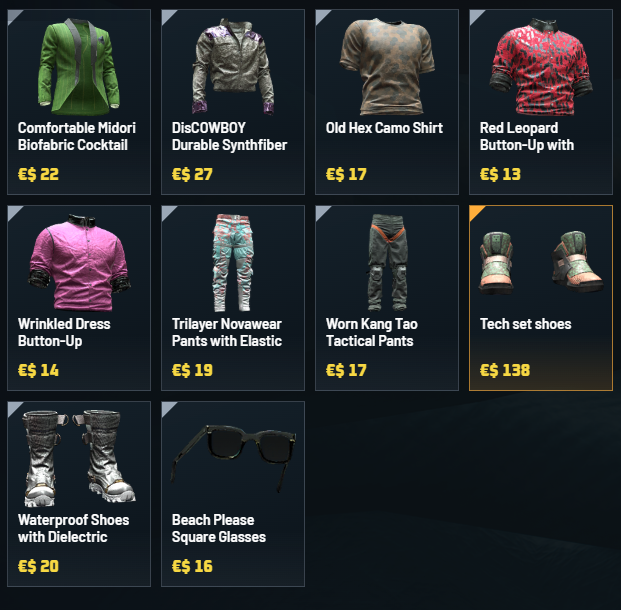 Comfortable Midori
Biofabric Cocktail
€$ 22
DisCOWBOY
Durable Synthfiber
€$ 27
Old Hex Camo Shirt
€$ 17
Red Leopard
Button-Up with
€$ 13
Wrinkled Dress
Button-Up
€$ 14
Trilayer Novawear
Pants with Elastic
€$ 19
Worn Kang Tao
Tactical Pants
€$ 17
Tech set shoes
€$ 138
Waterproof Shoes
with Dielectric
€$ 20
Beach Please
Square Glasses
€$ 16